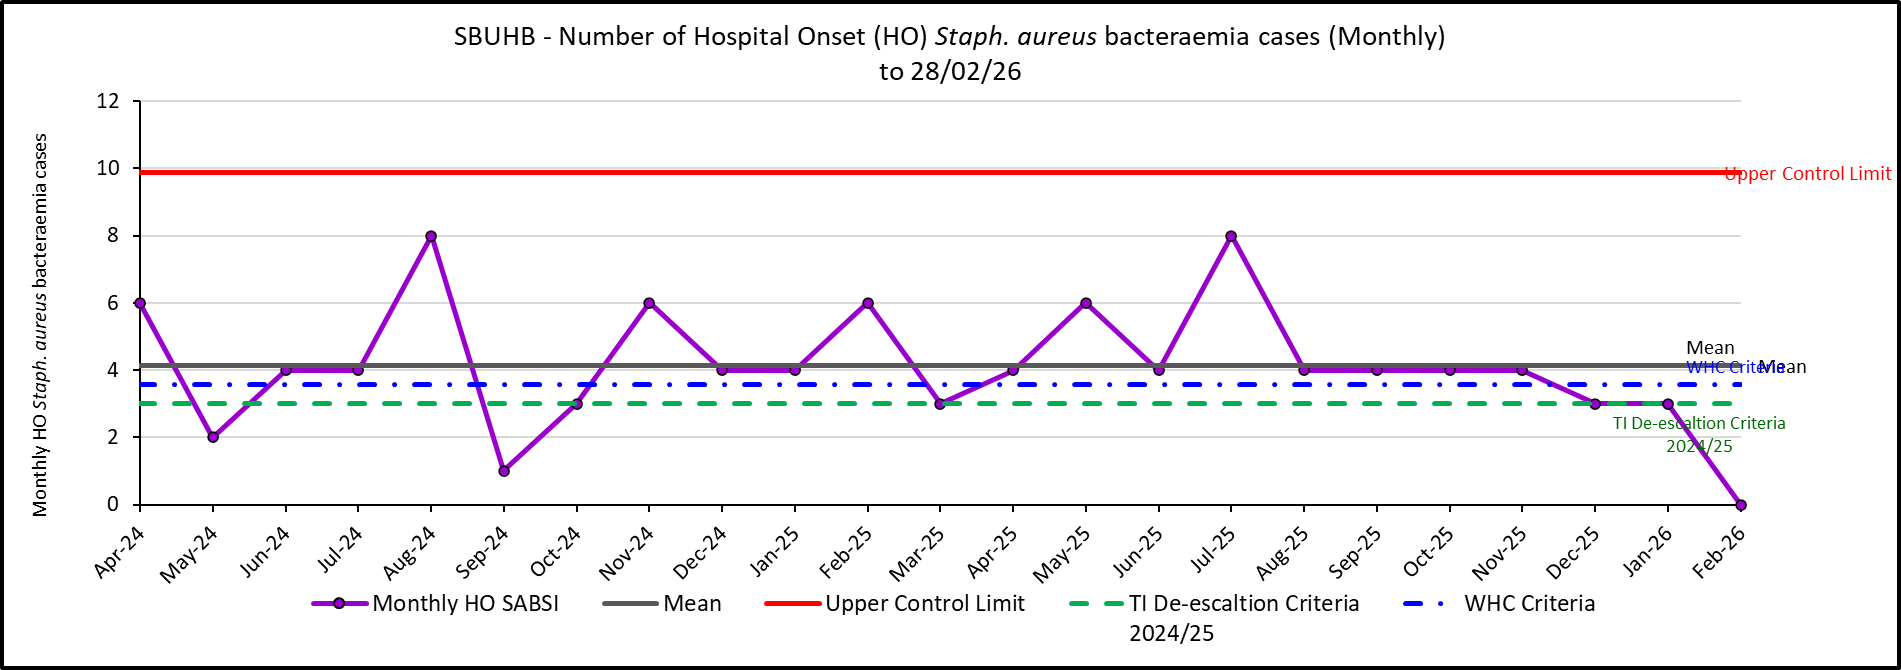 SBUHB - Number of Hospital Onset (HO) Staph. aureus bacteraemia cases (Monthly)
to 28/02/26
Monthly HO Staph. aureus bacteraemia cases
12
10
8
6
4
2
0
Upper Control Limit
Mean
WHC Criteria
Mean
TI De-escaltion Criteria
2024/25
Apr-24
May-24
Jun-24
Jul-24
Aug-24
Sep-24
Oct-24
Nov-24
Dec-24
Jan-25
Feb-25
Mar-25
Apr-25
May-25
Jun-25
Jul-25
Aug-25
Sep-25
Oct-25
Nov-25
Dec-25
Jan-26
Feb-26
Monthly HO SABSI
Mean
Upper Control Limit
TI De-escaltion Criteria
2024/25
WHC Criteria